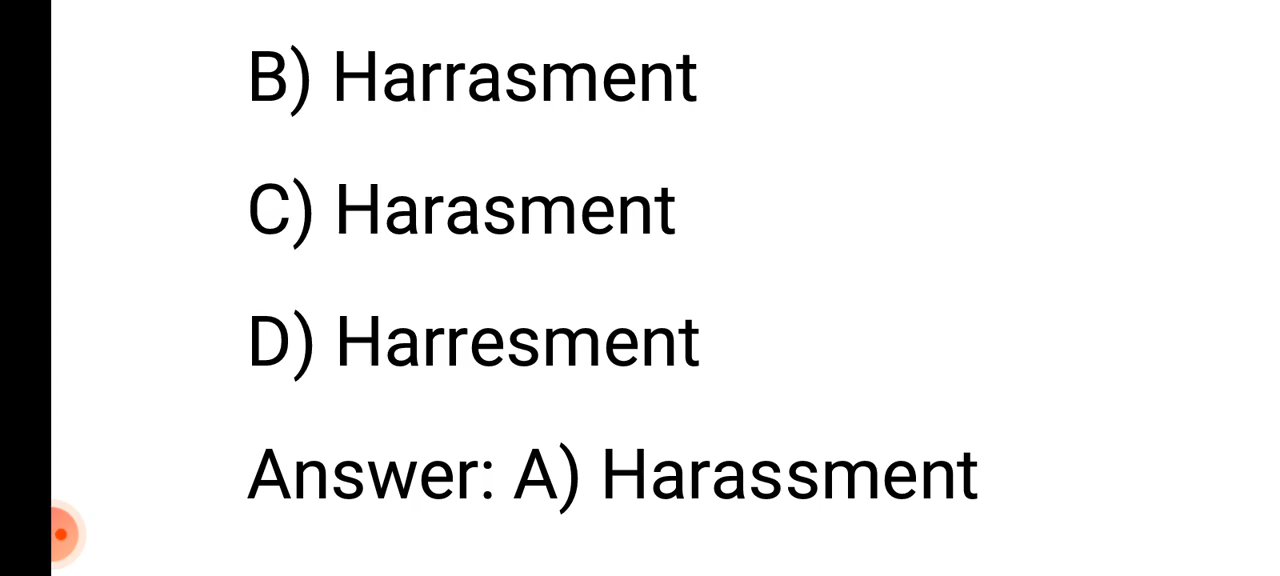 B) Harrasment
C) Harasment
D) Harresment
Answer: A) Harassment